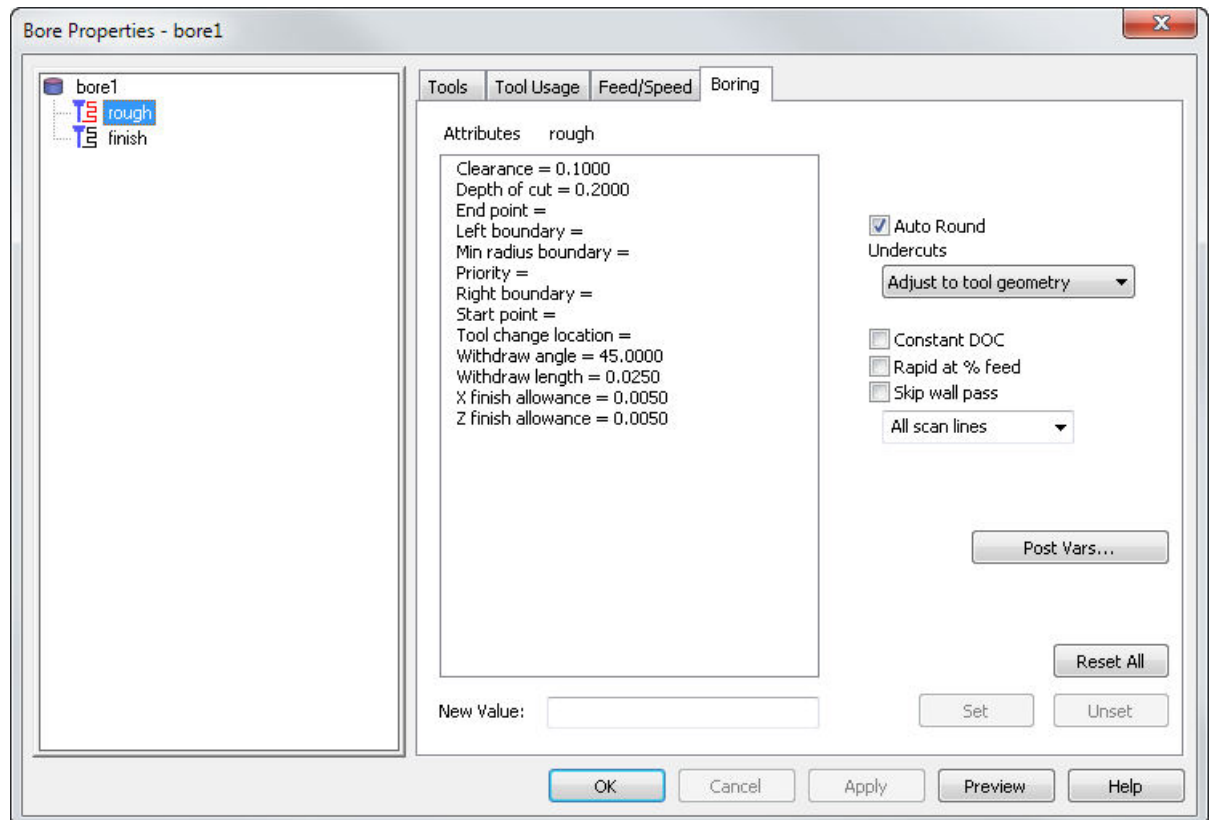 Bore Properties - bore1
bore1
rough
finish
Tools Tool Usage Feed/Speed Boring
Attributes rough
Clearance = 0.1000
Depth of cut = 0.2000
End point =
Left boundary =
Min radius boundary =
Priority =
Right boundary =
Start point =
Tool change location =
Withdraw angle = 45.0000
Withdraw length = 0.0250
X finish allowance = 0.0050
Z finish allowance = 0.0050
Auto Round
Undercuts
Adjust to tool geometry
Constant DOC
Rapid at % feed
Skip wall pass
All scan lines
Post Vars...
Reset All
New Value:
Set Unset
OK Cancel Apply Preview Help